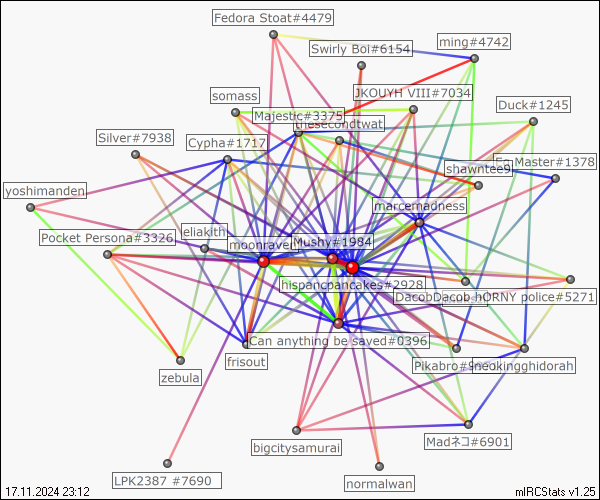 Fedora Stoat#4479
ming#4742
Swirly Boi#6154
somass
JKOUYH VIII#7034
Duck#1245
Majestic#3375
thesecondtwat
Silver#7938
Cypha#1717
Master#1378
shawntee9
yoshimanden
marcernadness
eliakith
Pocket Persona#3326
moonraven
Mushy#1984
hispancpancakes#2928
DacobDacob
hORNY police#5271
Can anything be saved#0396
frisout
Pikabro#
neokingghidorah
zebula
bigcitysamurai
Madネコ#6901
LPK2387 #7690
normalwan
17.11.2024 23:12
mIRCStats v1.25